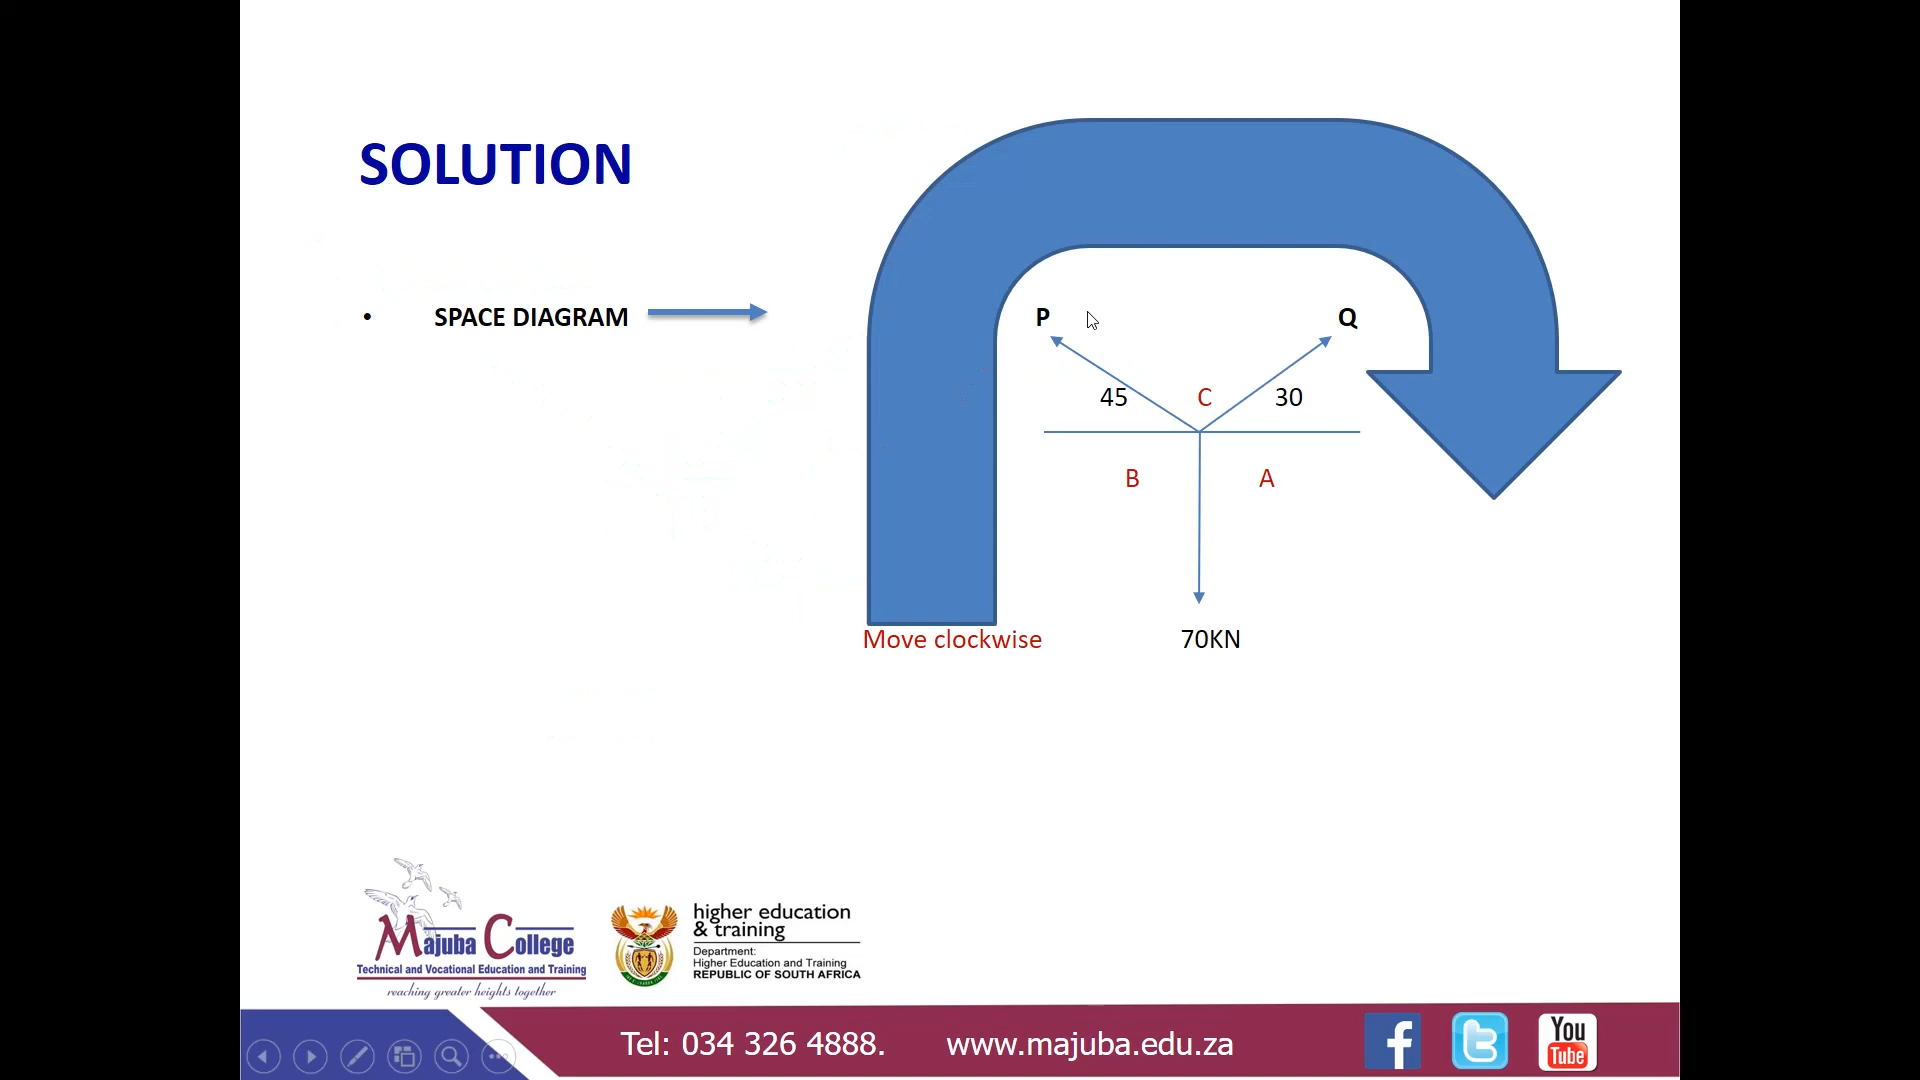 SOLUTION
• SPACE DIAGRAM
P
Q
45
C
30
B
A
Move clockwise
70KN
Majuba College
Technical and Vocational Education and Training
reaching greater heights together
higher education
& training
Department:
Higher Education and Training
REPUBLIC OF SOUTH AFRICA
Tel: 034 326 4888. www.majuba.edu.za
f
t
You
Tube